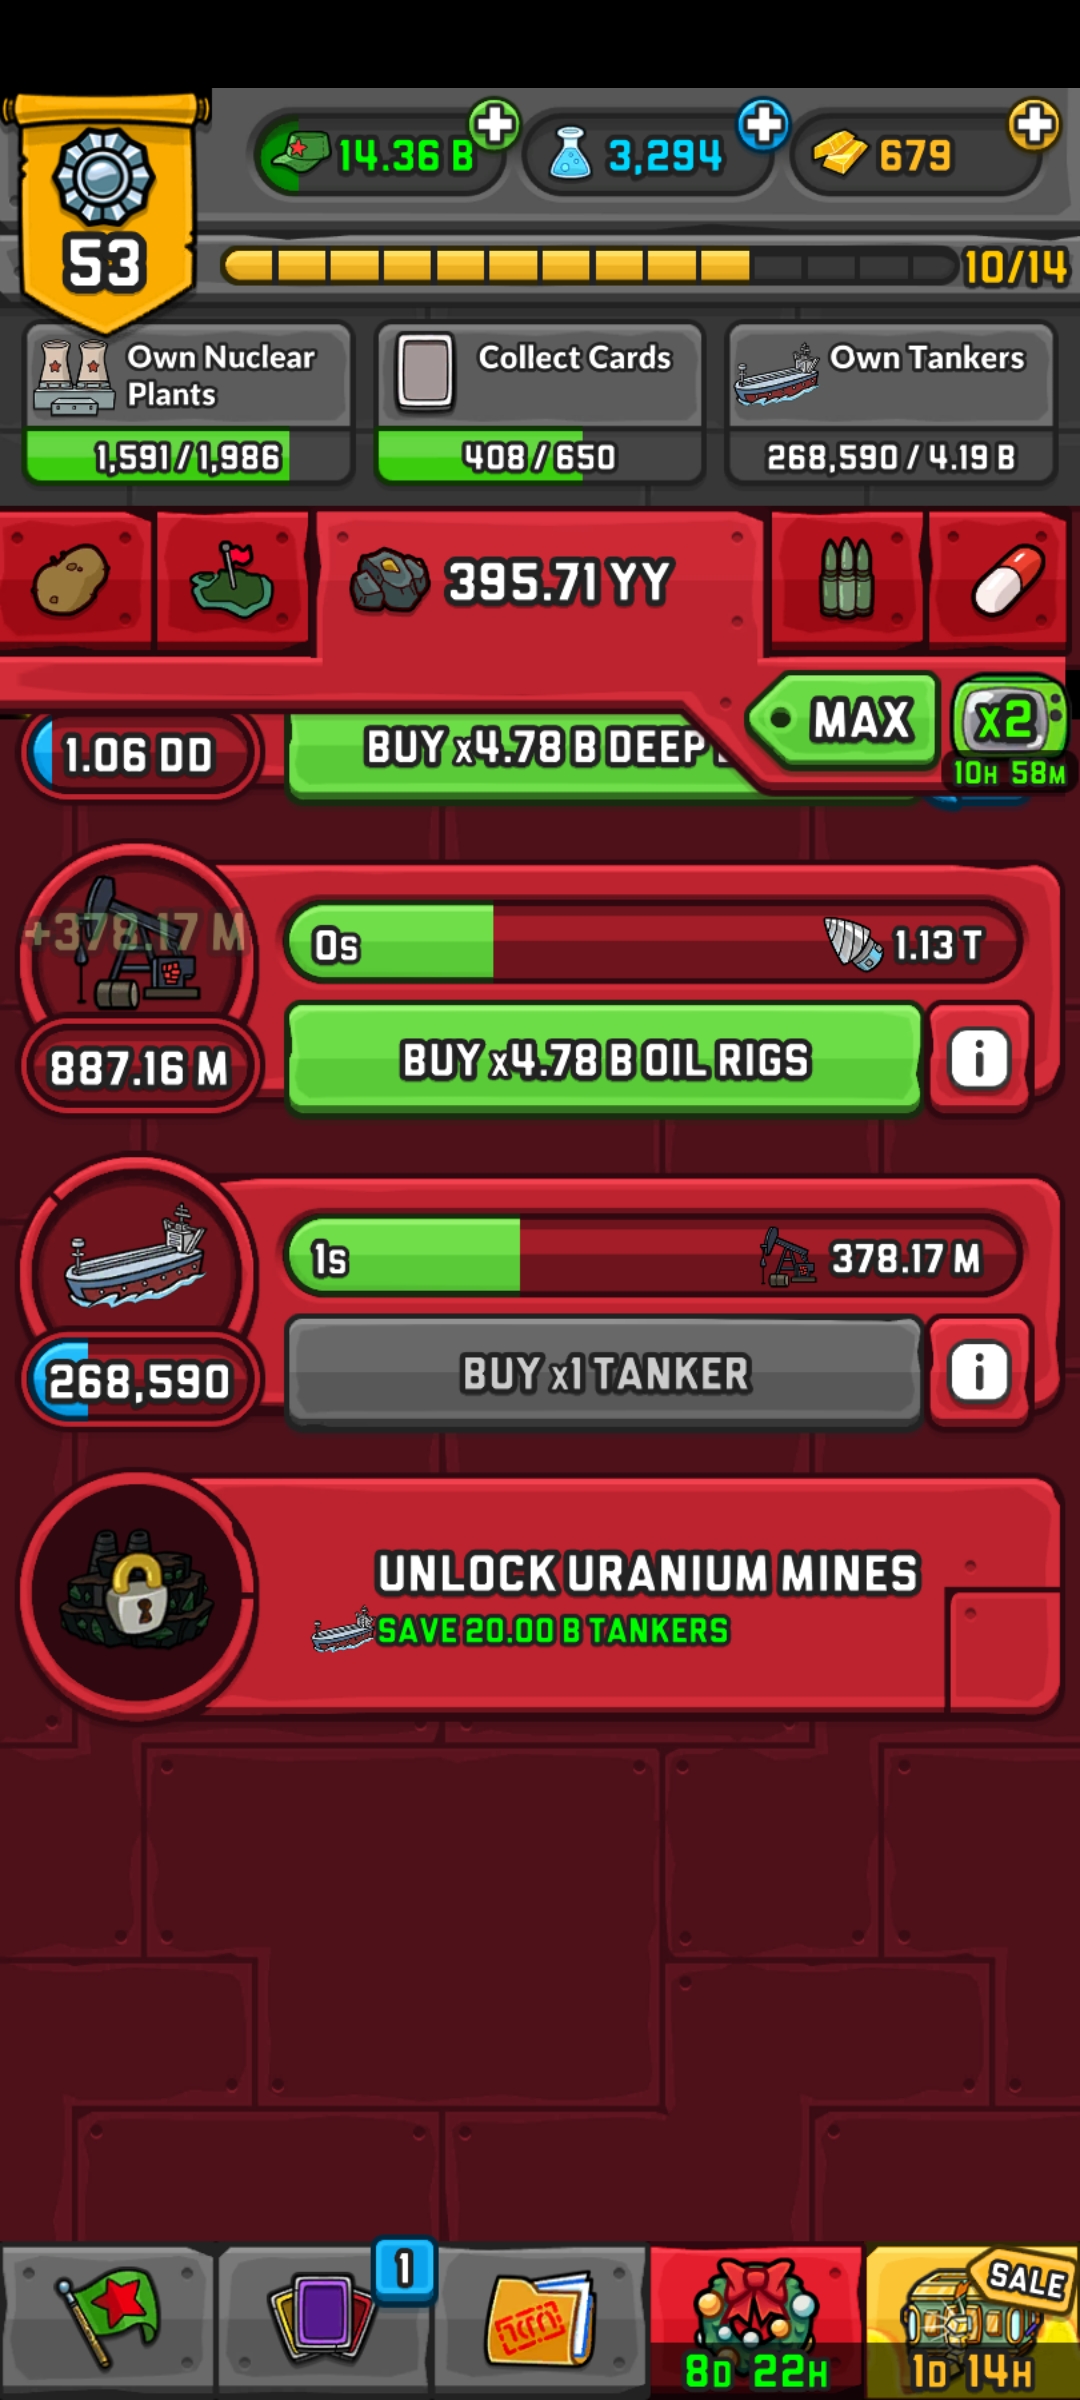 14.36 B
3,294
679
53
10/14
Own Nuclear
Plants
1,591/1,986
Collect Cards
408/650
Own Tankers
268,590/4.19 B
395.71 YY
MAX
x2
10H 58M
1.06 DD
BUY x4.78 B DEEP
+378.17 M
0s
1.13 T
887.16 M
BUY x4.78 B OIL RIGS
i
1s
378.17 M
268,590
BUY x1 TANKER
i
UNLOCK URANIUM MINES
SAVE 20.00 B TANKERS
1
SALE
8D 22H
1D 14H